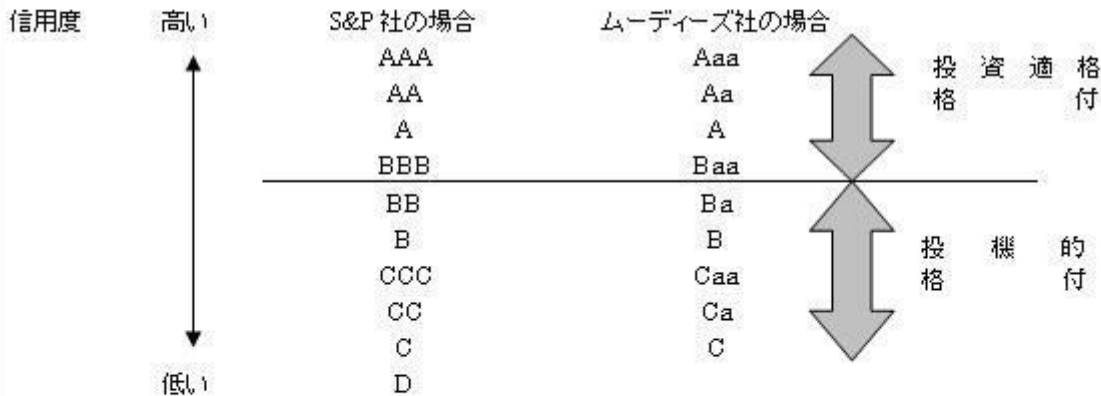 信用度 高い S&P 社の場合 ムーディーズ社の場合
AAA Aaa
AA Aa
A A
BBB Baa
BB Ba
B B
CCC Caa
CC Ca
C C
低い D
投資適格
格付
投機的
格付